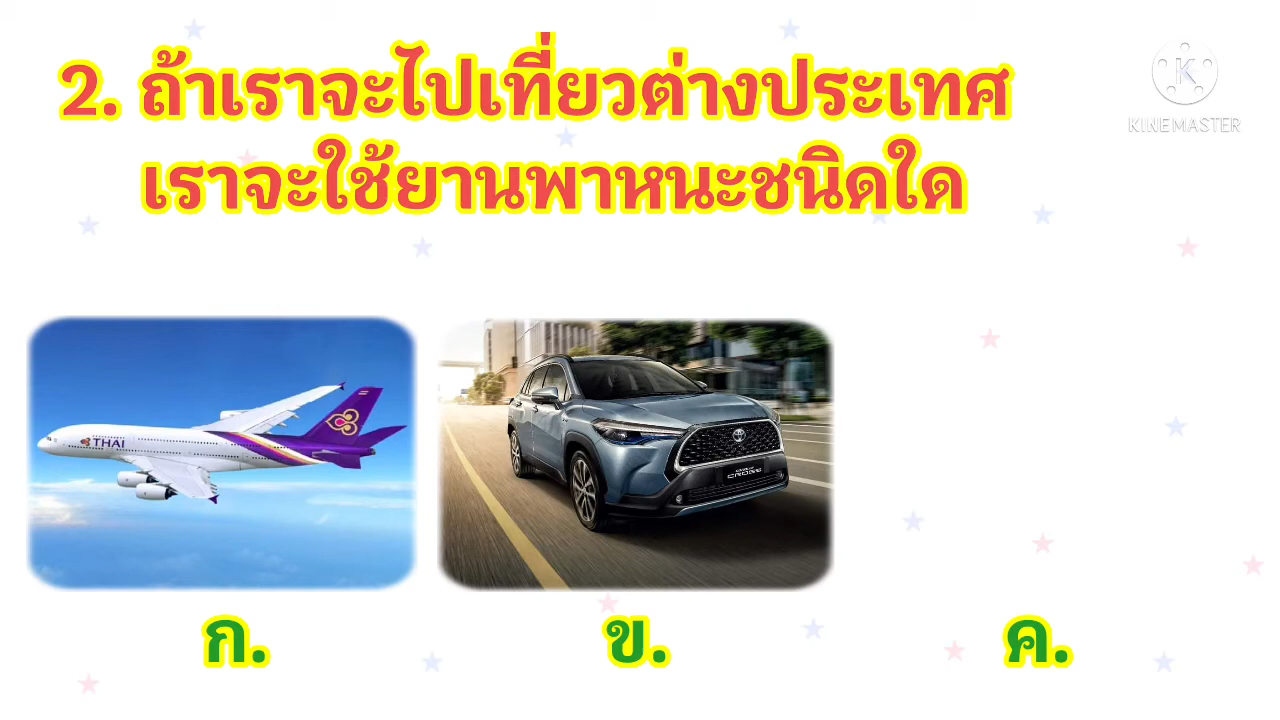 2. ถ้าเราจะไปเที่ยวต่างประเทศ
เราจะใช้ยานพาหนะชนิดใด
K
KINEMASTER
THAI
ก.
ข.
ค.